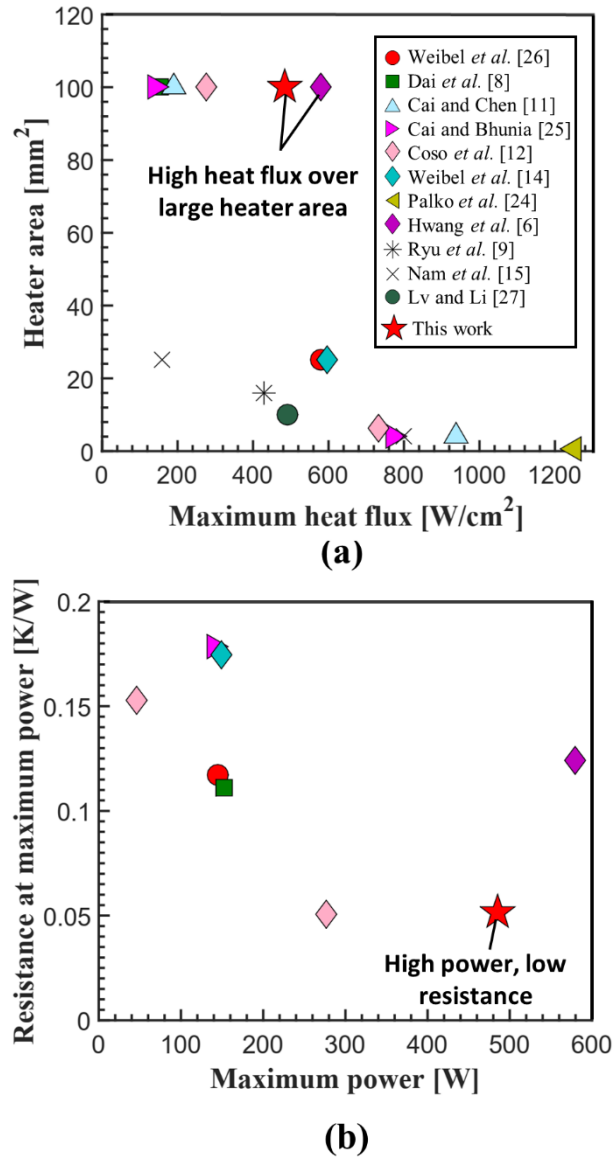 120
100
80
60
40
20
0
Heater area [mm²]
Weibel et al. [26]
Dai et al. [8]
Cai and Chen [11]
Cai and Bhunia [25]
Coso et al. [12]
Weibel et al. [14]
Palko et al. [24]
Hwang et al. [6]
Ryu et al. [9]
Nam et al. [15]
Lv and Li [27]
This work
High heat flux over
large heater area
0 200 400 600 800 1000 1200
Maximum heat flux [W/cm²]
(a)
0.2
0.15
0.1
0.05
0
Resistance at maximum power [K/W]
High power, low
resistance
0 100 200 300 400 500 600
Maximum power [W]
(b)